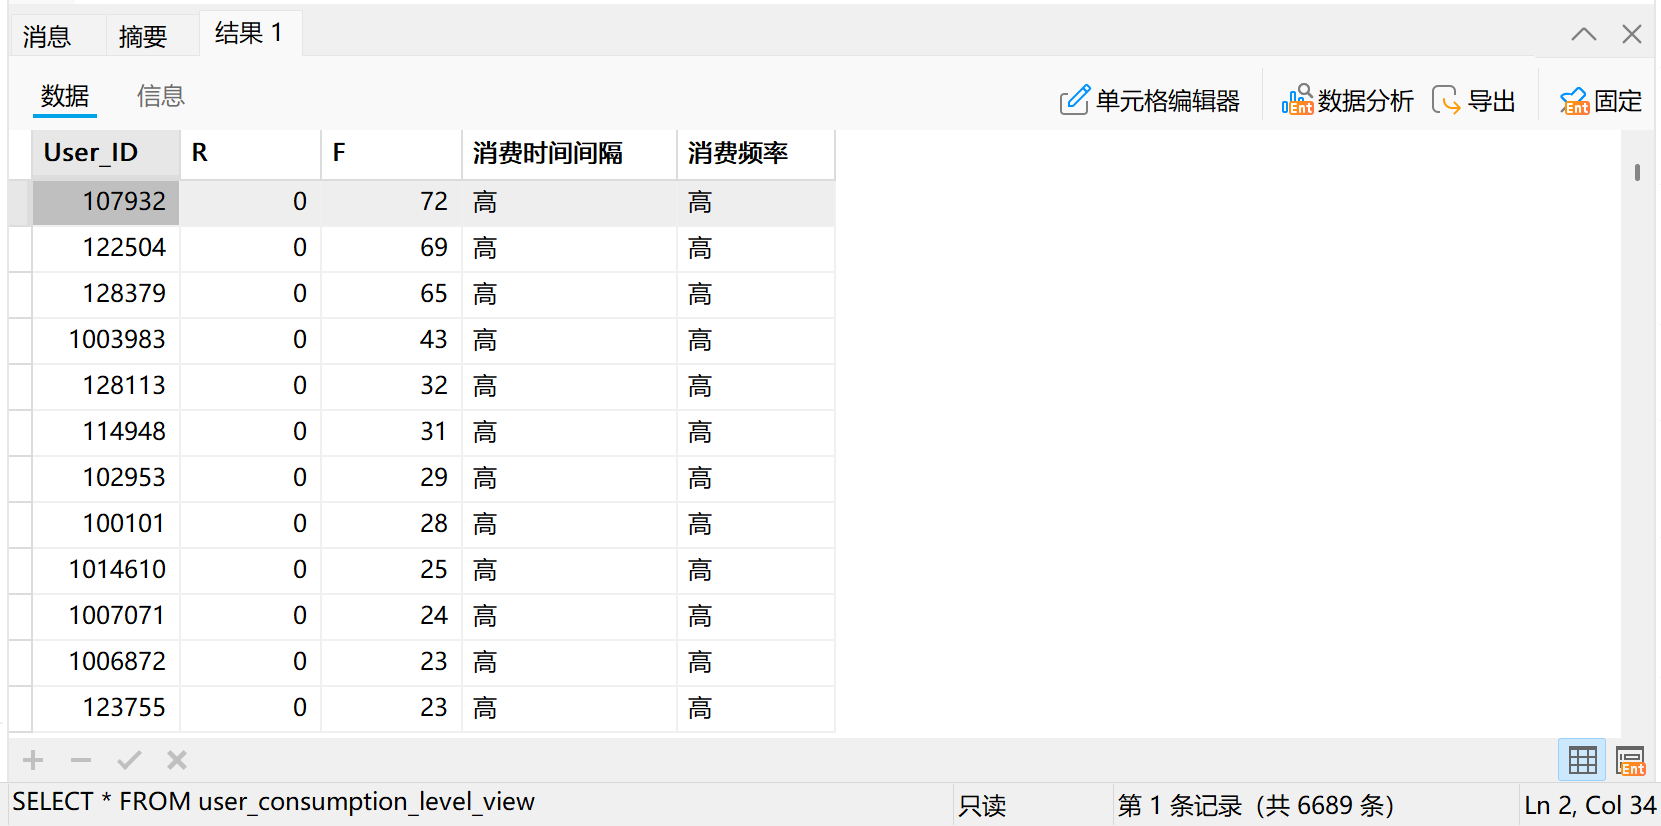 消息 摘要 结果 1
数据 信息 单元格编辑器 Ent 数据分析 导出 Ent 固定
User_ID R F 消费时间间隔 消费频率
107932 0 72 高 高
122504 0 69 高 高
128379 0 65 高 高
1003983 0 43 高 高
128113 0 32 高 高
114948 0 31 高 高
102953 0 29 高 高
100101 0 28 高 高
1014610 0 25 高 高
1007071 0 24 高 高
1006872 0 23 高 高
123755 0 23 高 高
Ent
SELECT * FROM user_consumption_level_view 只读 第 1 条记录 (共 6689 条) Ln 2, Col 34